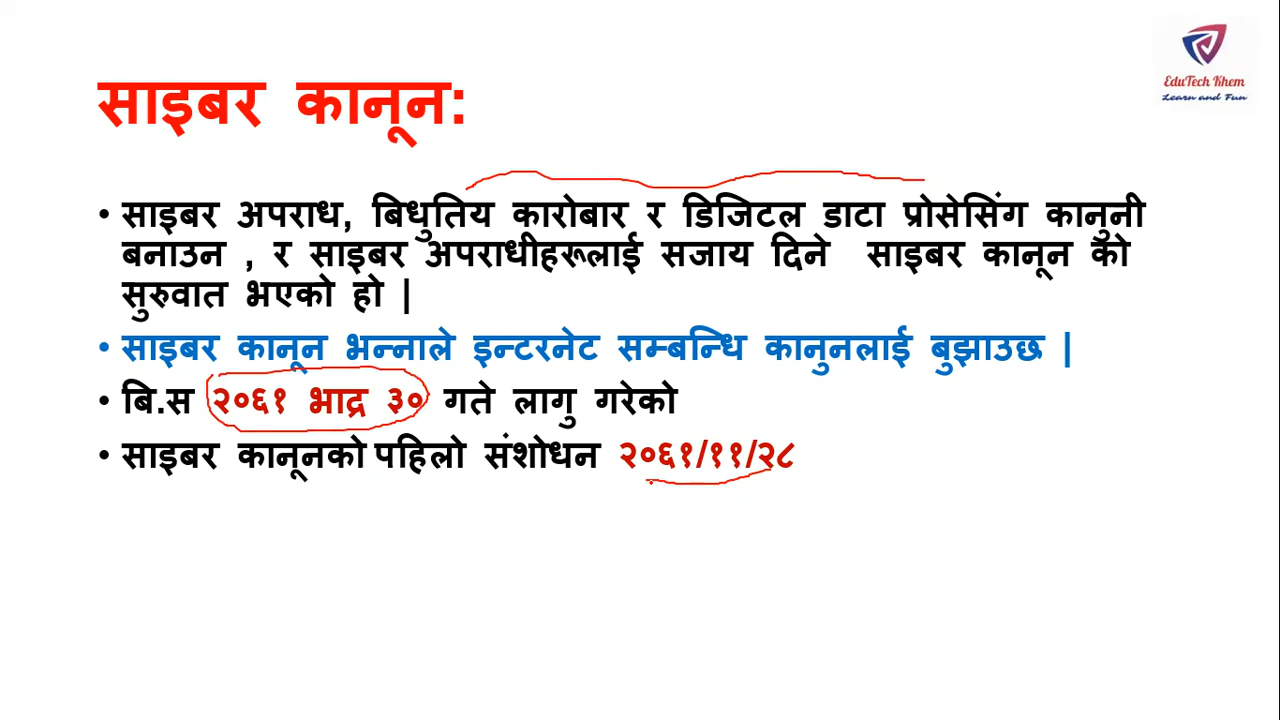 EduTech Khem
Learn and Fun
साइबर कानून:
• साइबर अपराध, बिधुतिय कारोबार र डिजिटल डाटा प्रोसेसिंग कानुनी
बनाउन , र साइबर अपराधीहरूलाई सजाय दिने साइबर कानून को
सुरुवात भएको हो |
• साइबर कानून भन्नाले इन्टरनेट सम्बन्धि कानुनलाई बुझाउछ |
• बि.स २०६१ भाद्र ३० गते लागु गरेको
• साइबर कानूनको पहिलो संशोधन २०६१/११/२८